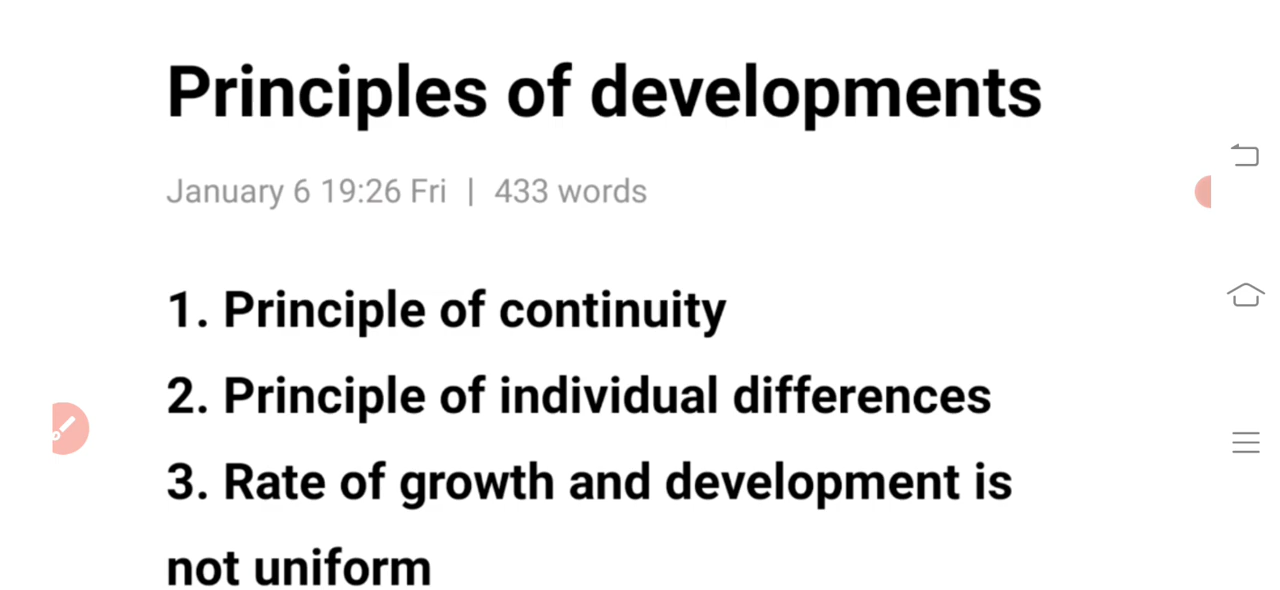 Principles of developments
January 6 19:26 Fri | 433 words
1. Principle of continuity
2. Principle of individual differences
3. Rate of growth and development is
not uniform